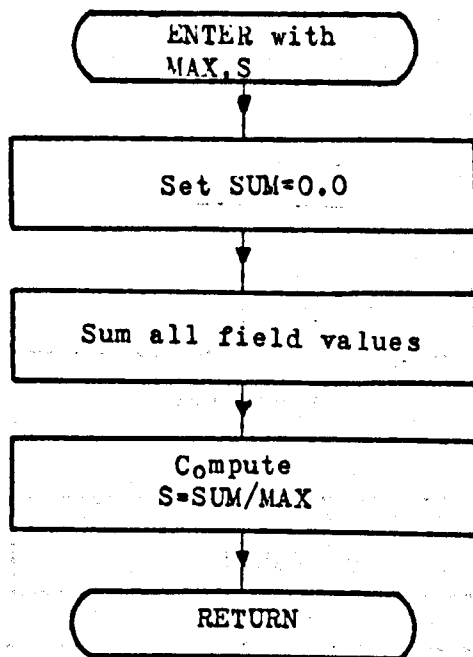 ENTER with
MAX,S
Set SUM=0.0
Sum all field values
Compute
S=SUM/MAX
RETURN